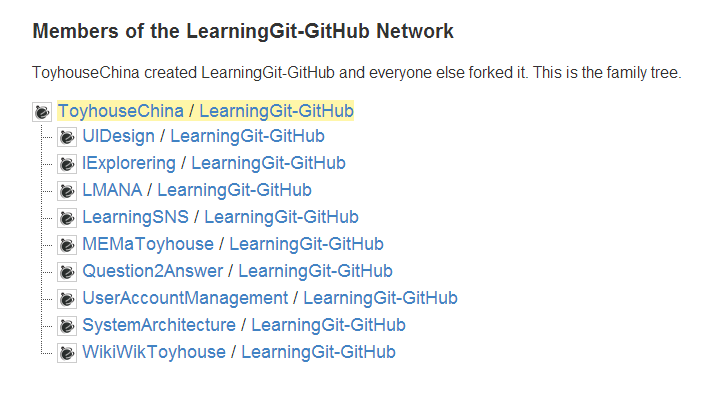 Members of the LearningGit-GitHub Network
ToyhouseChina created LearningGit-GitHub and everyone else forked it. This is the family tree.
ToyhouseChina / LearningGit-GitHub
UIDesign / LearningGit-GitHub
IExplorering / LearningGit-GitHub
LMANA / LearningGit-GitHub
LearningSNS / LearningGit-GitHub
MEMaToyhouse / LearningGit-GitHub
Question2Answer / LearningGit-GitHub
UserAccountManagement / LearningGit-GitHub
SystemArchitecture / LearningGit-GitHub
WikiWikToyhouse / LearningGit-GitHub